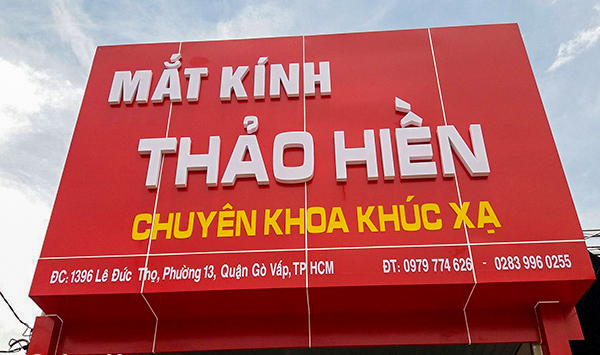 MẮT KÍNH
THẢO HIỀN
CHUYÊN KHOA KHÚC XẠ
ĐC: 1396 Lê Đức Thọ, Phường 13, Quận Gò Vấp, TP HCM ĐT: 0979 774 626 - 0283 996 0255